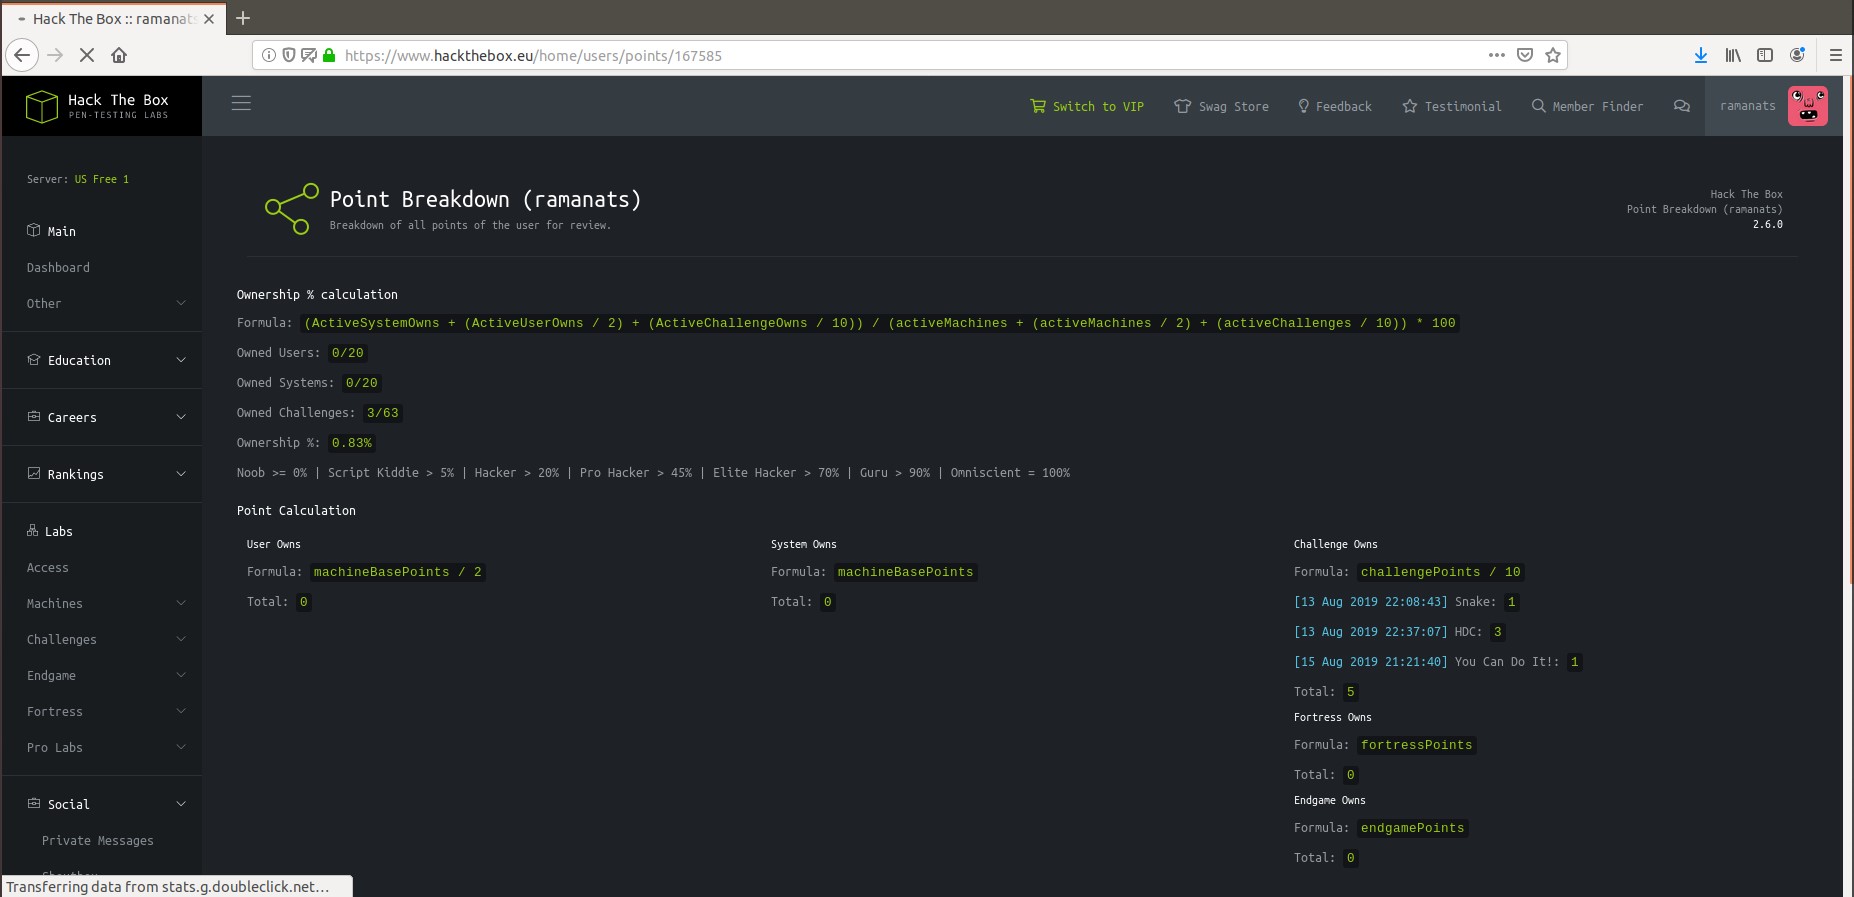 Hack The Box :: ramanats
https://www.hackthebox.eu/home/users/points/167585
Hack The Box
PEN-TESTING LABS
Switch to VIP
Swag Store
Feedback
Testimonial
Member Finder
ramanats
Server: US Free 1
Main
Dashboard
Other
Education
Careers
Rankings
Labs
Access
Machines
Challenges
Endgame
Fortress
Pro Labs
Social
Private Messages
Transferring data from stats.g.doubleclick.net...
Point Breakdown (ramanats)
Breakdown of all points of the user for review.
Hack The Box
Point Breakdown (ramanats)
2.6.0
Ownership % calculation
Formula: (ActiveSystemOwns + (ActiveUserOwns / 2) + (ActiveChallengeOwns / 10)) / (activeMachines + (activeMachines / 2) + (activeChallenges / 10)) * 100
Owned Users: 0/20
Owned Systems: 0/20
Owned Challenges: 3/63
Ownership %: 0.83%
Noob >= 0% | Script Kiddie > 5% | Hacker > 20% | Pro Hacker > 45% | Elite Hacker > 70% | Guru > 90% | Omniscient = 100%
Point Calculation
User Owns
Formula: machineBasePoints / 2
Total: 0
System Owns
Formula: machineBasePoints
Total: 0
Challenge Owns
Formula: challengePoints / 10
[13 Aug 2019 22:08:43] Snake: 1
[13 Aug 2019 22:37:07] HDC: 3
[15 Aug 2019 21:21:40] You Can Do It!: 1
Total: 5
Fortress Owns
Formula: fortressPoints
Total: 0
Endgame Owns
Formula: endgamePoints
Total: 0